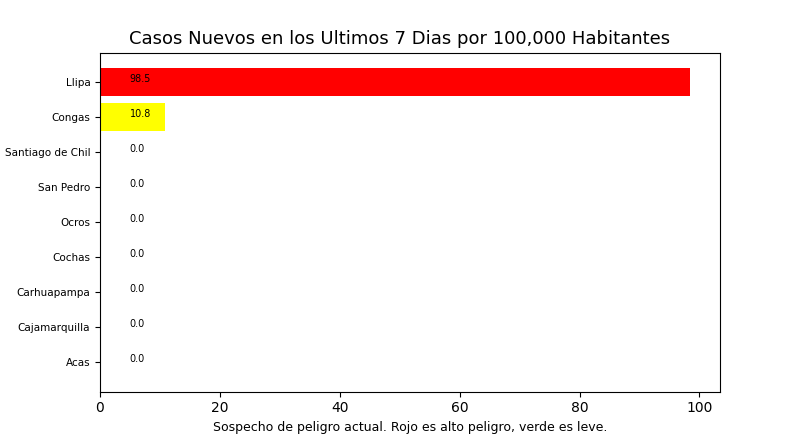 Casos Nuevos en los Ultimos 7 Dias por 100,000 Habitantes
Llipa 98.5
Congas 10.8
Santiago de Chil 0.0
San Pedro 0.0
Ocros 0.0
Cochas 0.0
Carhuapampa 0.0
Cajamarquilla 0.0
Acas 0.0
0 20 40 60 80 100
Sospecho de peligro actual. Rojo es alto peligro, verde es leve.